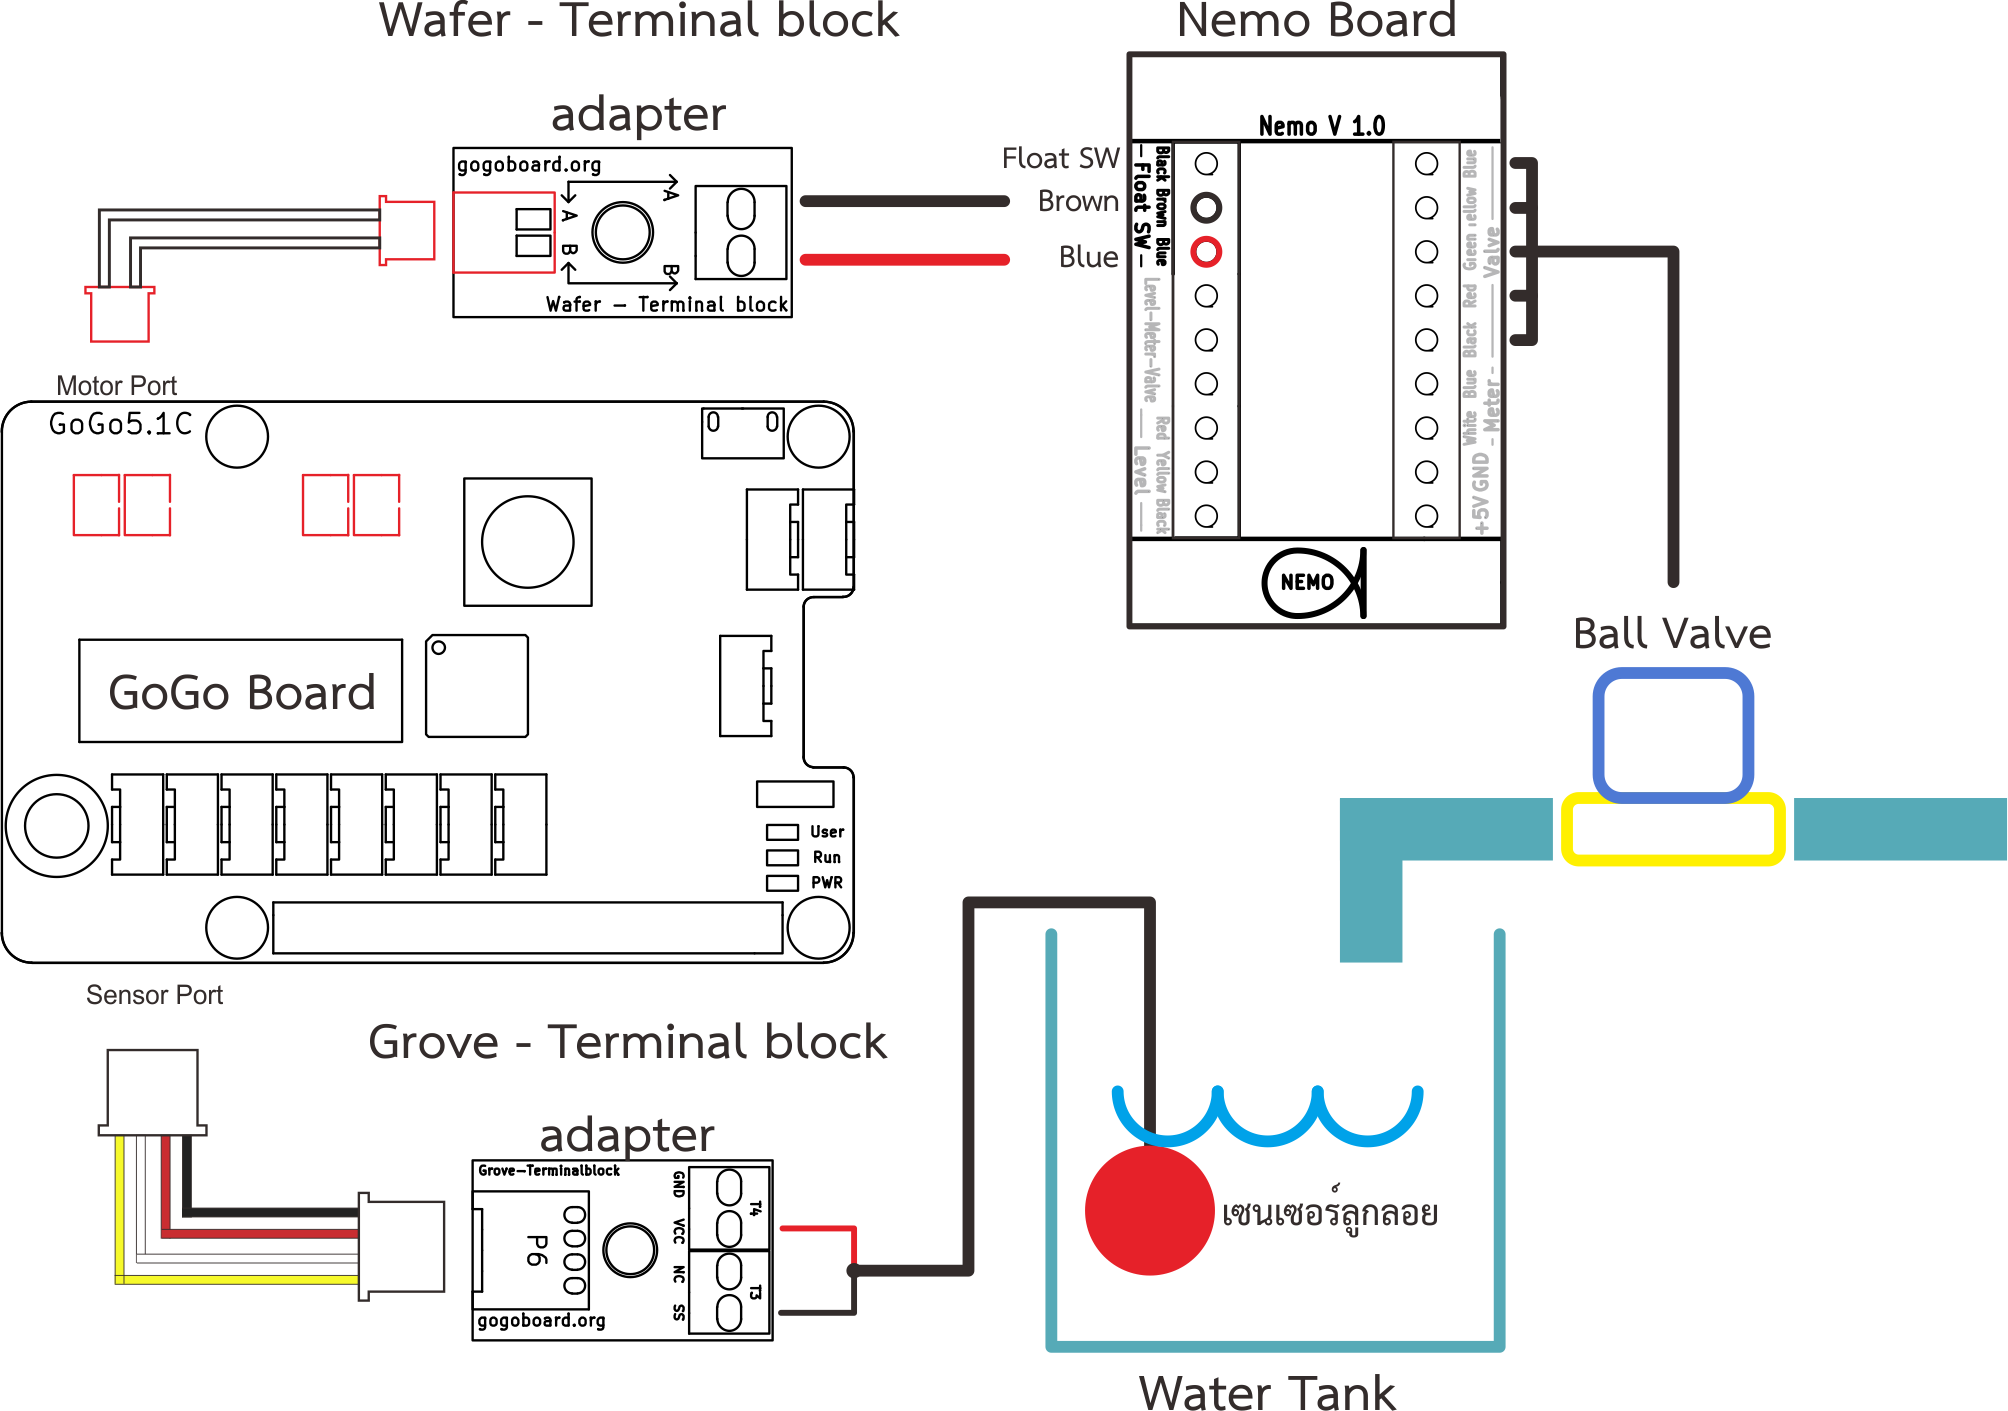 Wafer - Terminal block
adapter
gogoboard.org
A
A
B
B
Wafer - Terminal block
Nemo Board
Nemo V 1.0
Float SW
Brown
Blue
Black Brown Blue
- Float SW -
Level-Meter-Valve
Red Yellow Black
Level
Blue
Yellow
Green
Red
Black
Blue
White
Valve
- Meter -
+5V GND
NEMO
Motor Port
GoGo5.1C
GoGo Board
User
Run
PWR
Sensor Port
Ball Valve
Grove - Terminal block
adapter
Grove-Terminalblock
GND
VCC
NC
SS
T4
T3
P6
gogoboard.org
เซนเซอร์ลูกลอย
Water Tank